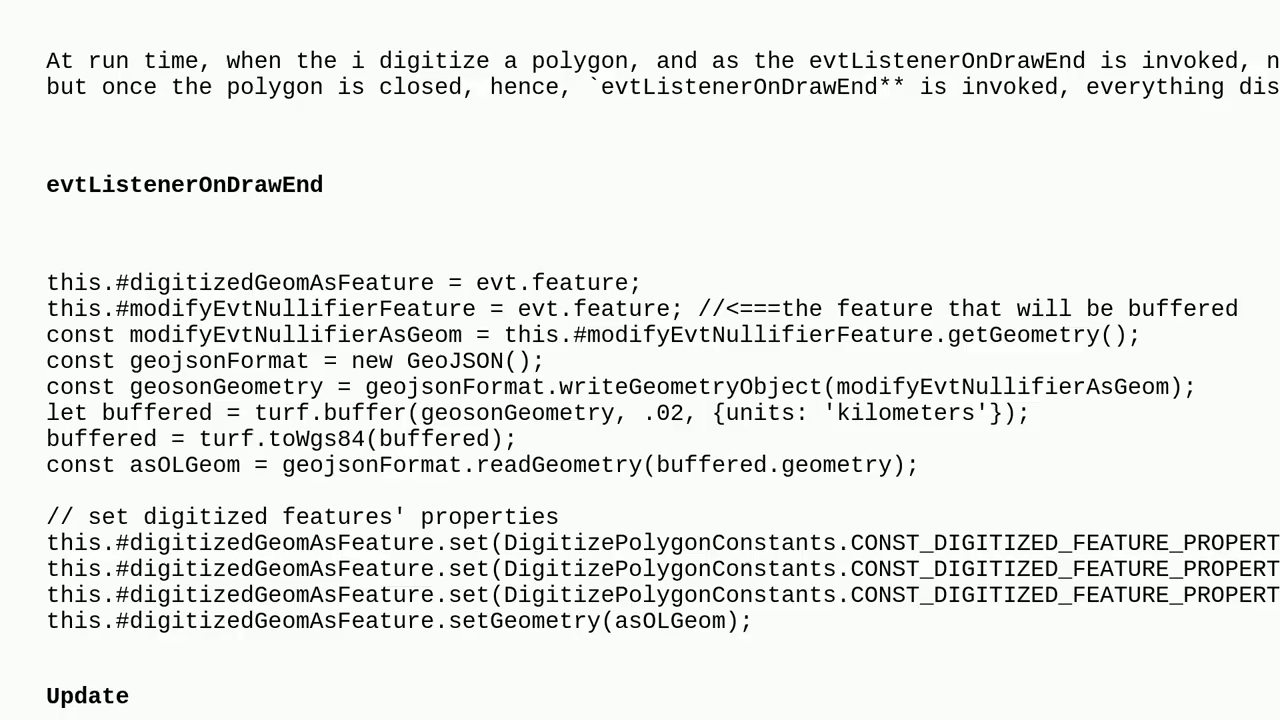 At run time, when the i digitize a polygon, and as the evtListenerOnDrawEnd is invoked, n
but once the polygon is closed, hence, `evtListenerOnDrawEnd** is invoked, everything dis
evtListenerOnDrawEnd
this.#digitizedGeomAsFeature = evt.feature;
this.#modifyEvtNullifierFeature = evt.feature; //<===the feature that will be buffered
const modifyEvtNullifierAsGeom = this.#modifyEvtNullifierFeature.getGeometry();
const geojsonFormat = new GeoJSON();
const geosonGeometry = geojsonFormat.writeGeometryObject(modifyEvtNullifierAsGeom);
let buffered = turf.buffer(geosonGeometry, .02, {units: 'kilometers'});
buffered = turf.toWgs84(buffered);
const asOLGeom = geojsonFormat.readGeometry(buffered.geometry);
// set digitized features' properties
this.#digitizedGeomAsFeature.set(DigitizePolygonConstants.CONST_DIGITIZED_FEATURE_PROPERT
this.#digitizedGeomAsFeature.set(DigitizePolygonConstants.CONST_DIGITIZED_FEATURE_PROPERT
this.#digitizedGeomAsFeature.set(DigitizePolygonConstants.CONST_DIGITIZED_FEATURE_PROPERT
this.#digitizedGeomAsFeature.setGeometry(asOLGeom);
Update